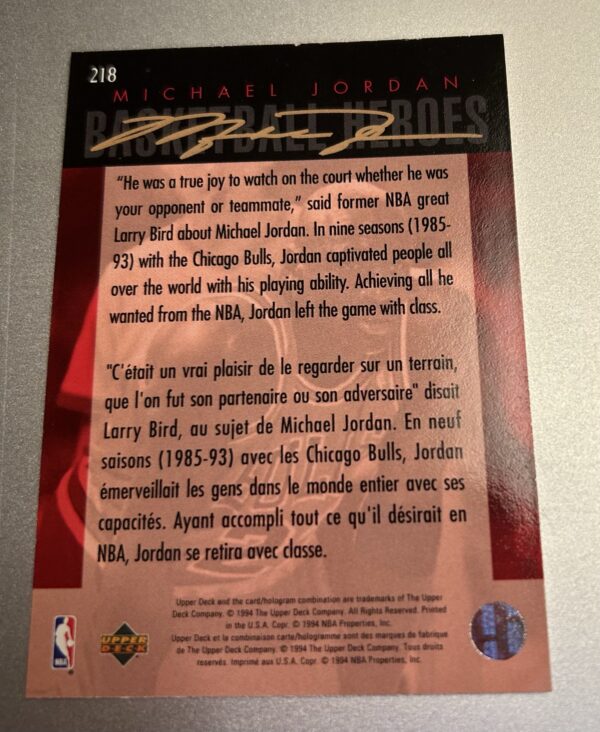 218
MICHAEL JORDAN
BASKETBALL HEROES
"He was a true joy to watch on the court whether he was
your opponent or teammate," said former NBA great
Larry Bird about Michael Jordan. In nine seasons (1985-
93) with the Chicago Bulls, Jordan captivated people all
over the world with his playing ability. Achieving all he
wanted from the NBA, Jordan left the game with class.
"C'était un vrai plaisir de le regarder sur un terrain,
que l'on fut son partenaire ou son adversaire" disait
Larry Bird, au sujet de Michael Jordan. En neuf
saisons (1985-93) avec les Chicago Bulls, Jordan
émerveillait les gens dans le monde entier avec ses
capacités. Ayant accompli tout ce qu'il désirait en
NBA, Jordan se retira avec classe.
Upper Deck and the card/hologram combination are trademarks of The Upper
Deck Company. © 1994 The Upper Deck Company. All Rights Reserved. Printed
in the U.S.A. Copr. © 1994 NBA Properties, Inc.
Upper Deck et la combinaison carte/hologramme sont des marques de fabrique
de The Upper Deck Company. © 1994 The Upper Deck Company. Tous droits
reservés. Imprimé aux U.S.A. Copr. © 1994 NBA Properties, Inc.
NBA
UPPER
DECK